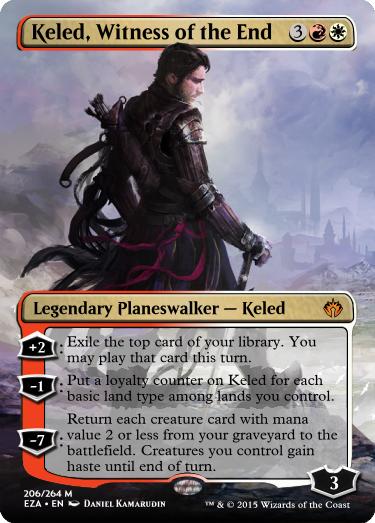 Keled, Witness of the End 3
Legendary Planeswalker — Keled
+2 : Exile the top card of your library. You
may play that card this turn.
−1 : Put a loyalty counter on Keled for each
basic land type among lands you control.
−7 : Return each creature card with mana
value 2 or less from your graveyard to the
battlefield. Creatures you control gain
haste until end of turn.
3
206/264 M
EZA • EN DANIEL KAMARUDIN
™ & © 2015 Wizards of the Coast